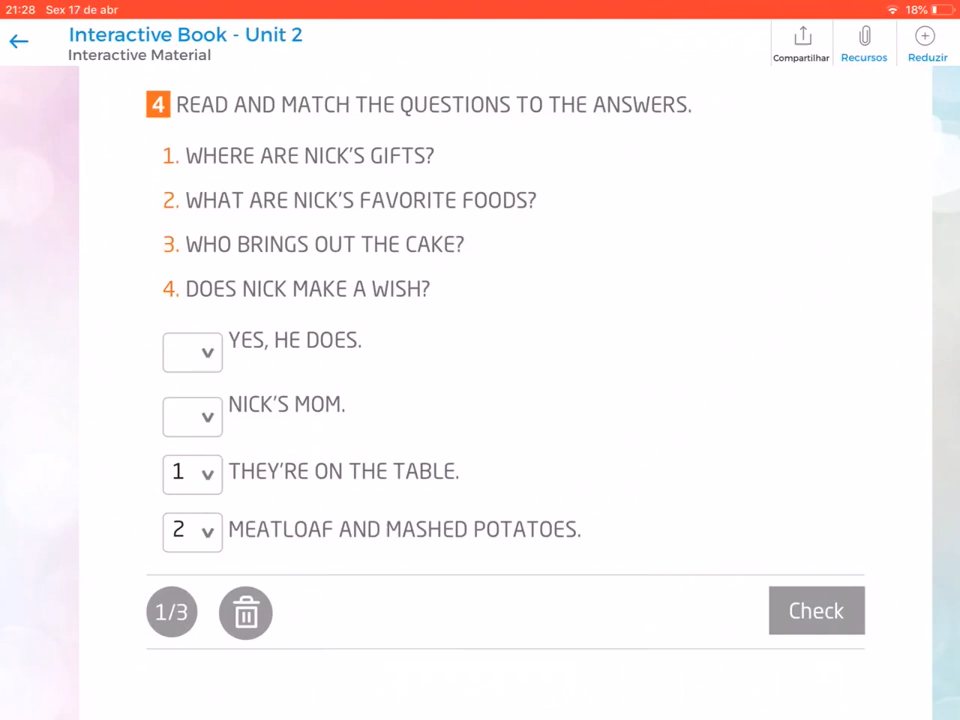 21:28 Sex 17 de abr 18%
Interactive Book - Unit 2
Interactive Material
Compartilhar Recursos Reduzir
4 READ AND MATCH THE QUESTIONS TO THE ANSWERS.
1. WHERE ARE NICK'S GIFTS?
2. WHAT ARE NICK'S FAVORITE FOODS?
3. WHO BRINGS OUT THE CAKE?
4. DOES NICK MAKE A WISH?
YES, HE DOES.
NICK'S MOM.
1 THEY'RE ON THE TABLE.
2 MEATLOAF AND MASHED POTATOES.
1/3 Check